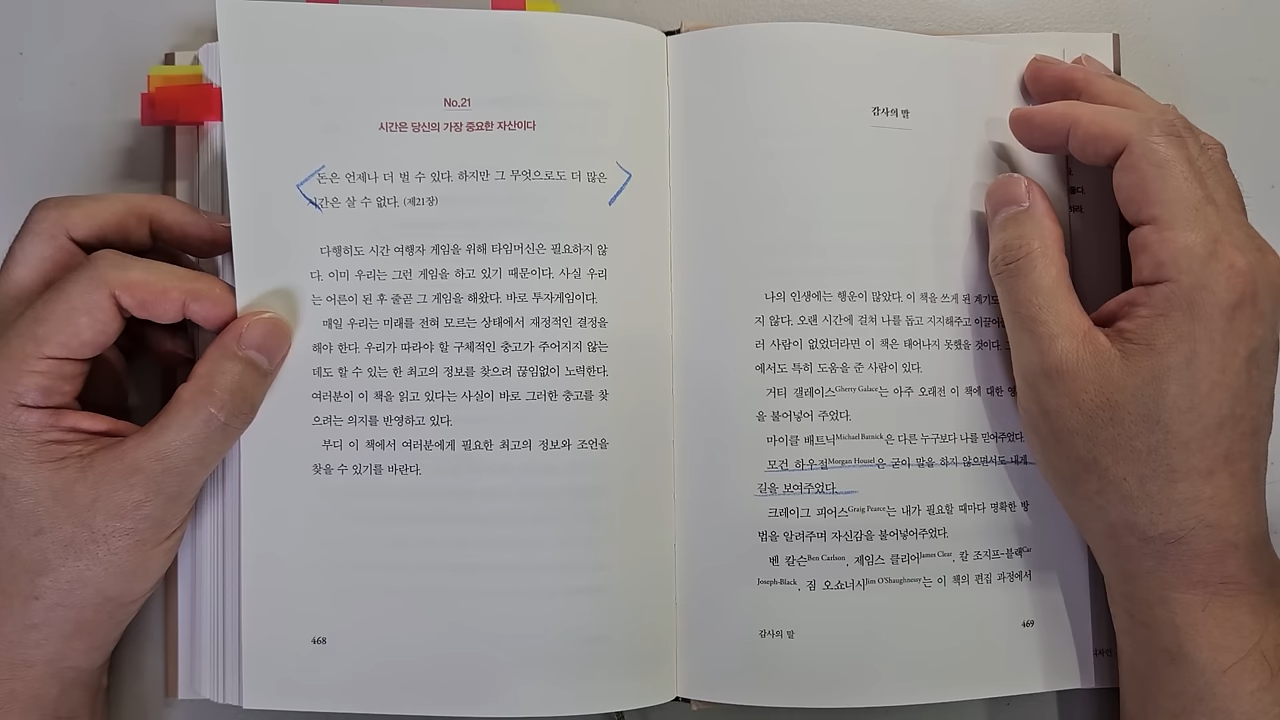 No.21
시간은 당신의 가장 중요한 자산이다
돈은 언제나 더 벌 수 있다. 하지만 그 무엇으로도 더 많은
시간은 살 수 없다. (제21장)
다행히도 시간 여행자 게임을 위해 타임머신은 필요하지 않
다. 이미 우리는 그런 게임을 하고 있기 때문이다. 사실 우리
는 어른이 된 후 줄곧 그 게임을 해왔다. 바로 투자게임이다.
매일 우리는 미래를 전혀 모르는 상태에서 재정적인 결정을
해야 한다. 우리가 따라야 할 구체적인 충고가 주어지지 않는
데도 할 수 있는 한 최고의 정보를 찾으려 끊임없이 노력한다.
여러분이 이 책을 읽고 있다는 사실이 바로 그러한 충고를 찾
으려는 의지를 반영하고 있다.
부디 이 책에서 여러분에게 필요한 최고의 정보와 조언을
찾을 수 있기를 바란다.
468
감사의 말
나의 인생에는 행운이 많았다. 이 책을 쓰게 된 계기도
지 않다. 오랜 시간에 걸쳐 나를 돕고 지지해주고
러 사람이 없었더라면 이 책은 태어나지 못했을 것이다.
에서도 특히 도움을 준 사람이 있다.
거티 갤레이스Gherty Galace는 아주 오래전 이 책에 대한
을 불어넣어 주었다.
마이클 배트닉Michael Batnick은 다른 누구보다 나를 믿어주었다.
모건 하우절Morgan Housel은 굳이 말을 하지 않으면서도 내게
길을 보여주었다.
크레이그 피어스Graig Pearce는 내가 필요할 때마다 명확한 방
법을 알려주며 자신감을 불어넣어주었다.
벤 칼슨Ben Carlson, 제임스 클리어James Clear, 칼 조지프-블랙Car
Joseph-Black, 짐 오쇼너시Jim O'Shaughnessy는 이 책의 편집 과정에서
감사의 말
469